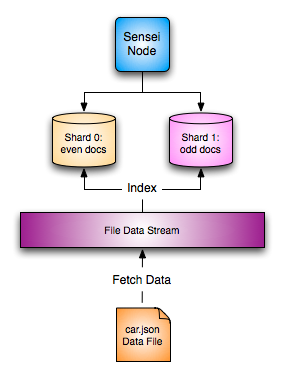 Sensei
Node
Shard 0:
even docs
Shard 1:
odd docs
Index
File Data Stream
Fetch Data
car.json
Data File